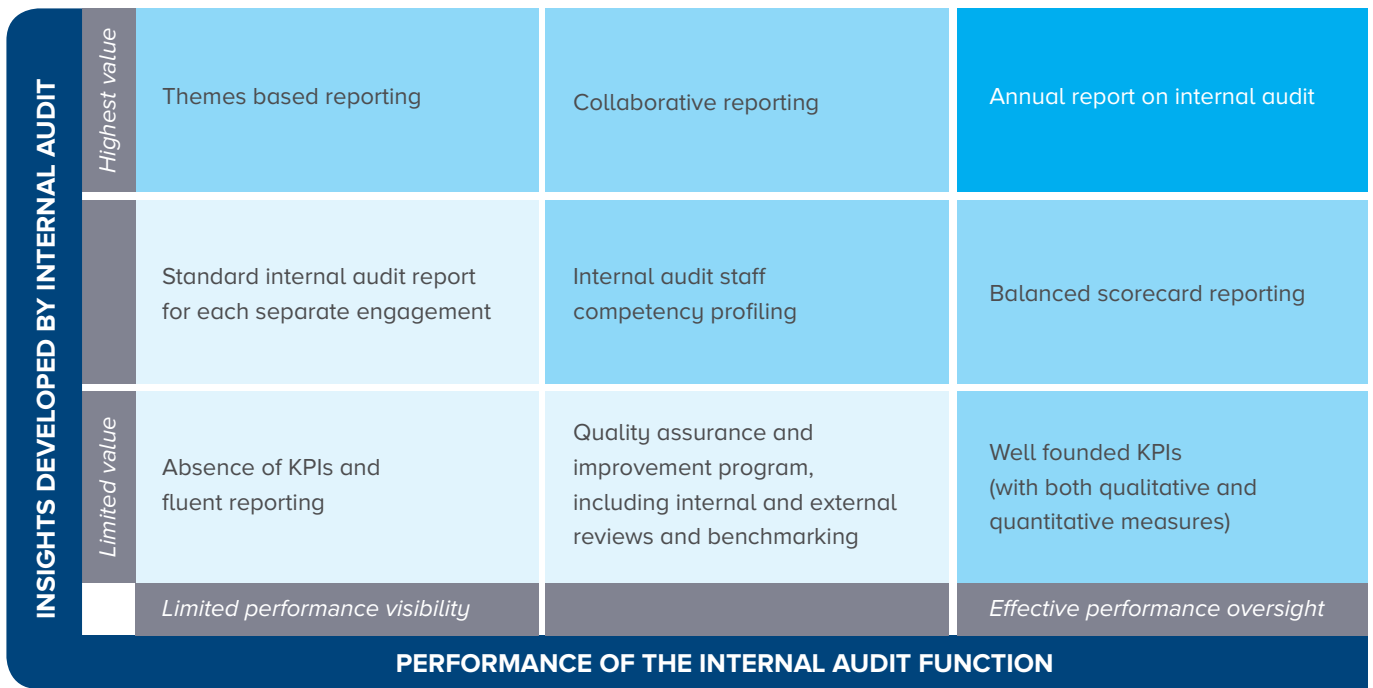 INSIGHTS DEVELOPED BY INTERNAL AUDIT
Highest value
Themes based reporting
Collaborative reporting
Annual report on internal audit
Standard internal audit report
for each separate engagement
Internal audit staff
competency profiling
Balanced scorecard reporting
Limited value
Absence of KPIs and
fluent reporting
Quality assurance and
improvement program,
including internal and external
reviews and benchmarking
Well founded KPIs
(with both qualitative and
quantitative measures)
Limited performance visibility
Effective performance oversight
PERFORMANCE OF THE INTERNAL AUDIT FUNCTION